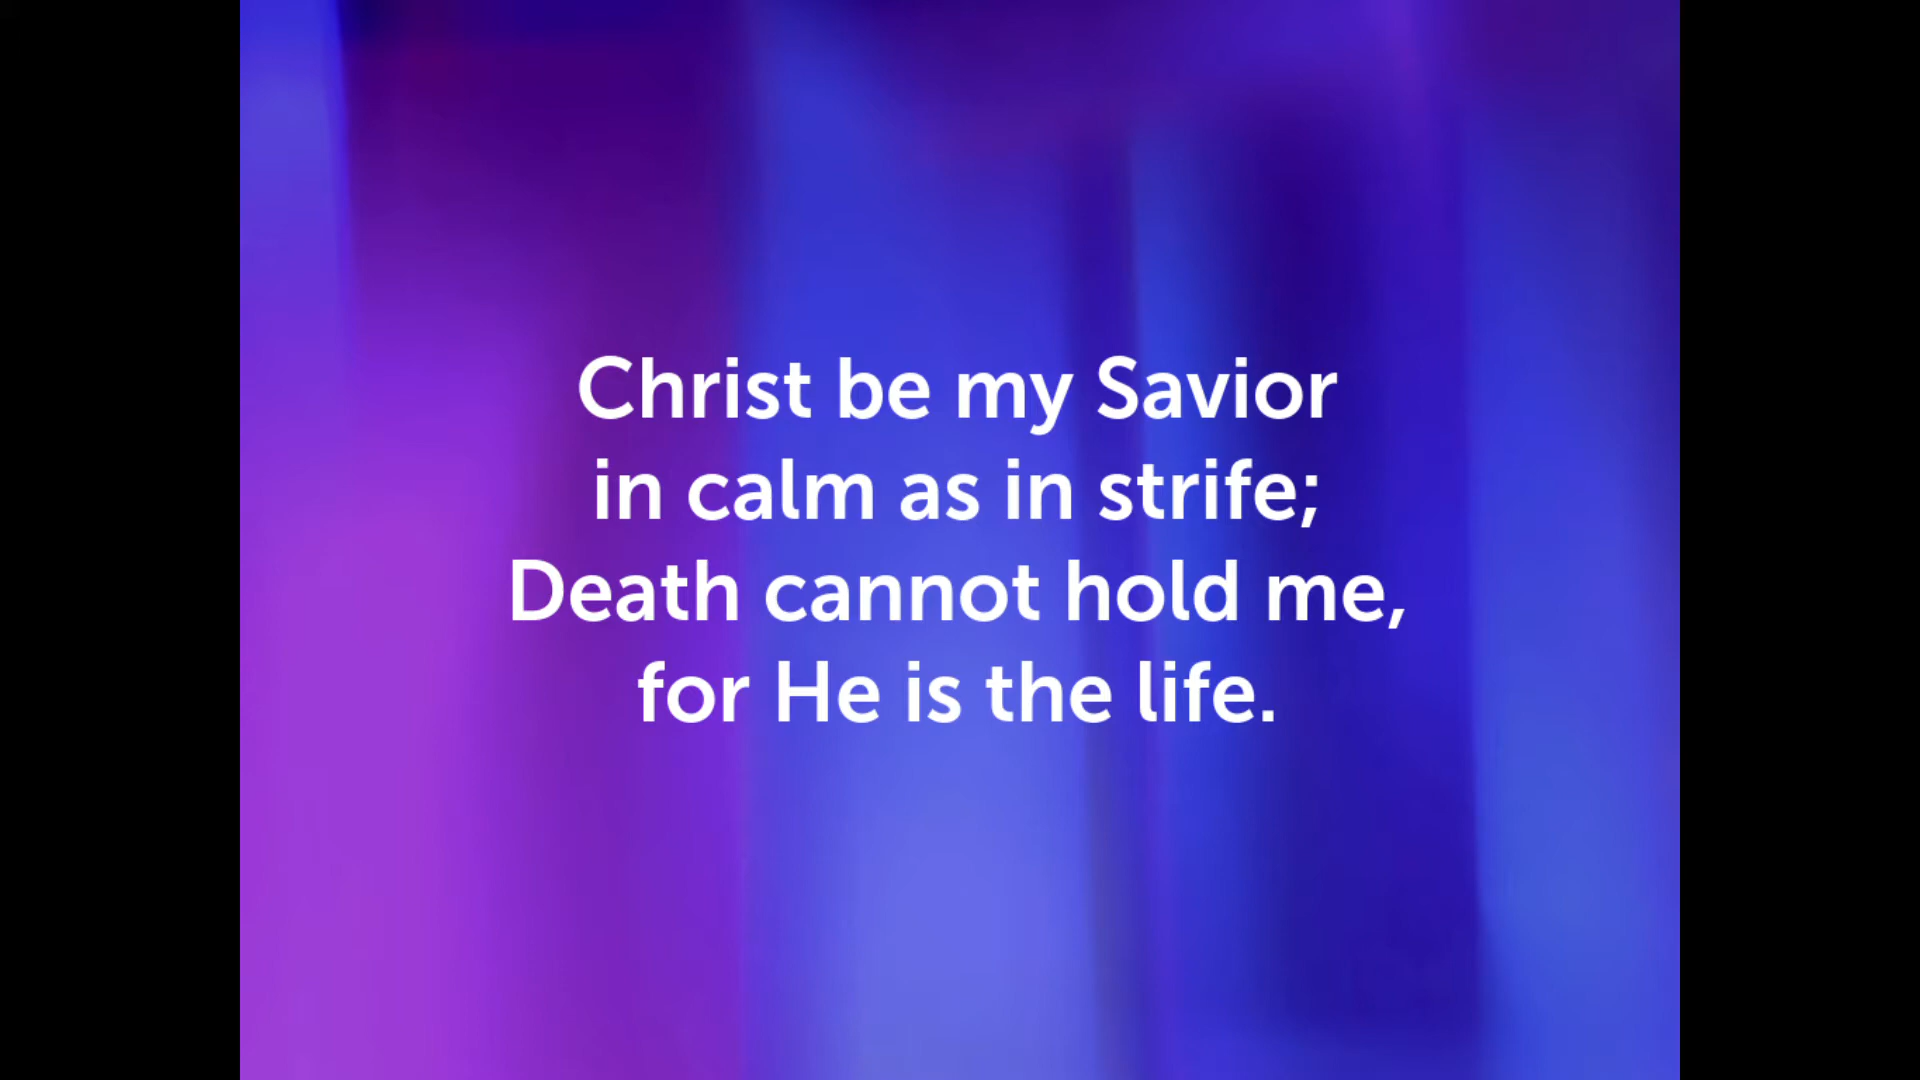 Christ be my Savior
in calm as in strife;
Death cannot hold me,
for He is the life.